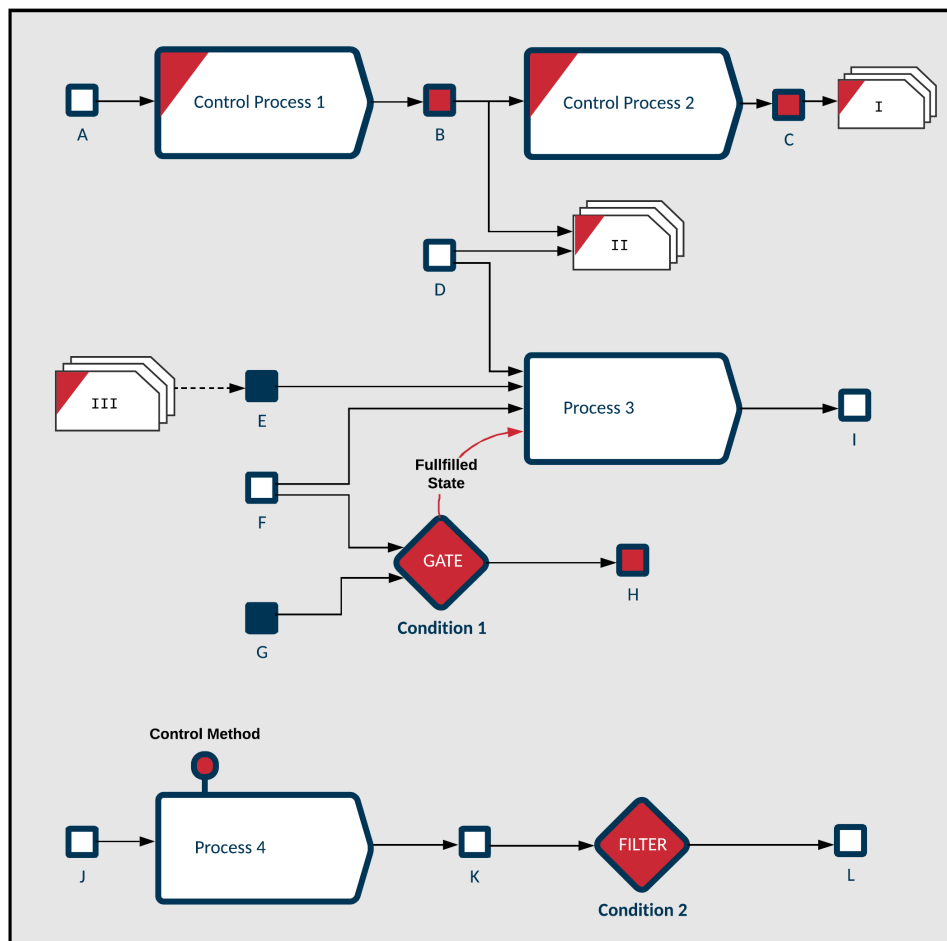 Control Process 1
Control Process 2
A
B
C
I
II
D
III
Process 3
E
I
Fullfilled
State
F
GATE
H
Condition 1
G
Control Method
Process 4
FILTER
J
K
L
Condition 2